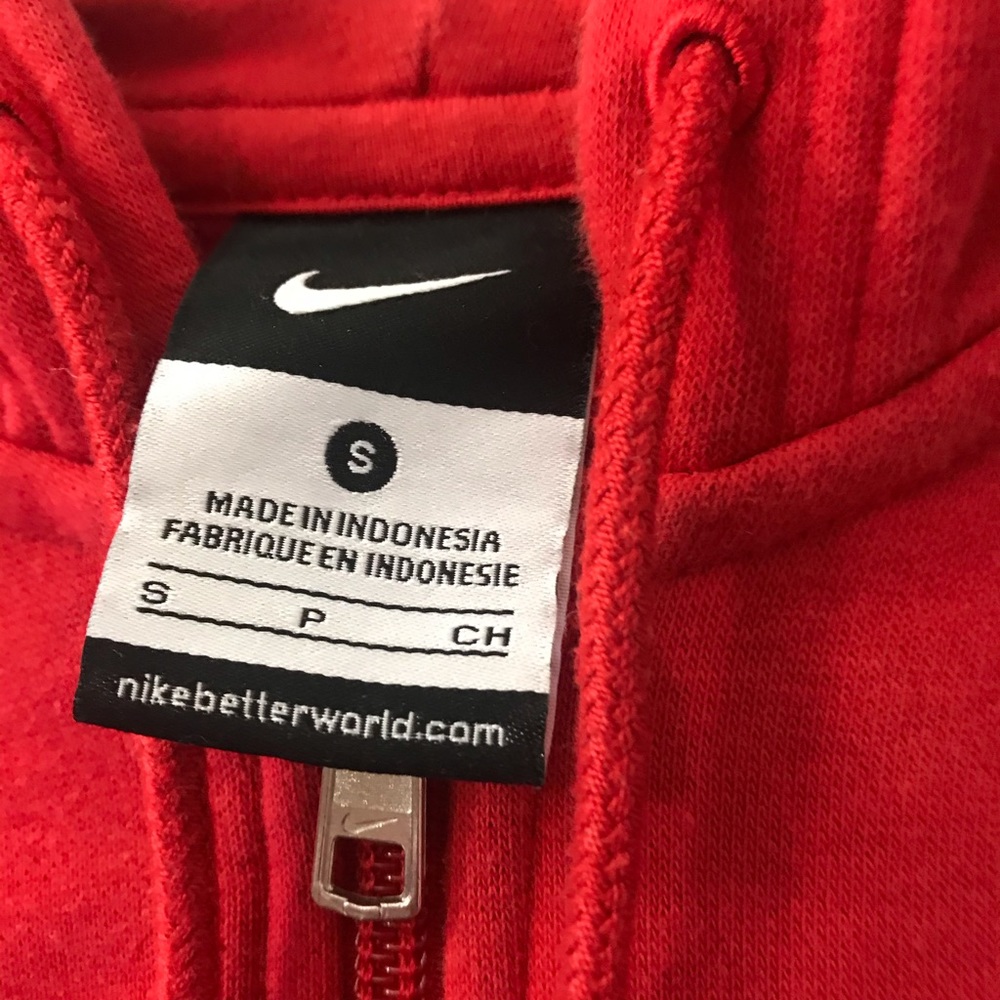 S
MADE IN INDONESIA
FABRIQUE EN INDONESIE
S P CH
nikebetterworld.com